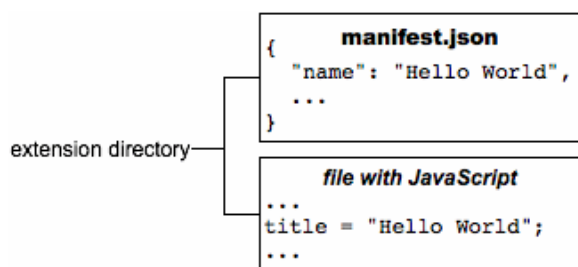 manifest.json
{
"name": "Hello World",
...
}
extension directory
file with JavaScript
...
title = "Hello World";
...